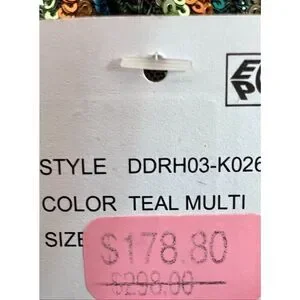 STYLE DDRH03-K026
COLOR TEAL MULTI
SIZE
$178.80
$298.00